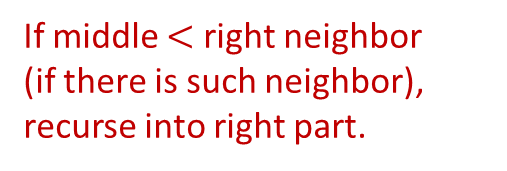 If middle < right neighbor
(if there is such neighbor),
recurse into right part.